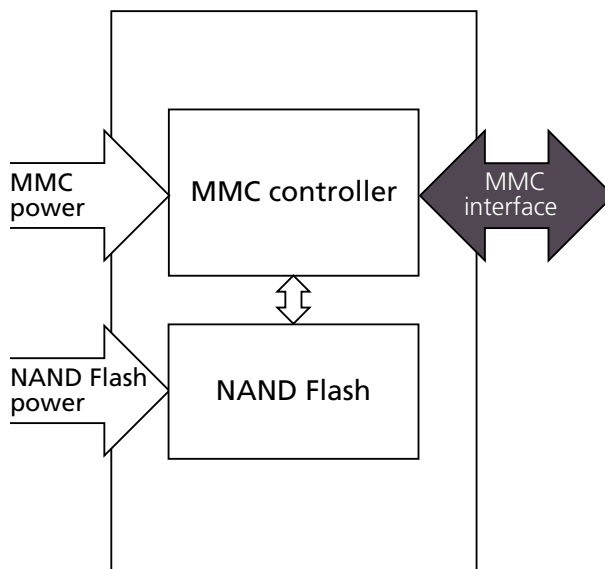 MMC
power
MMC controller
MMC
interface
NAND Flash
power
NAND Flash